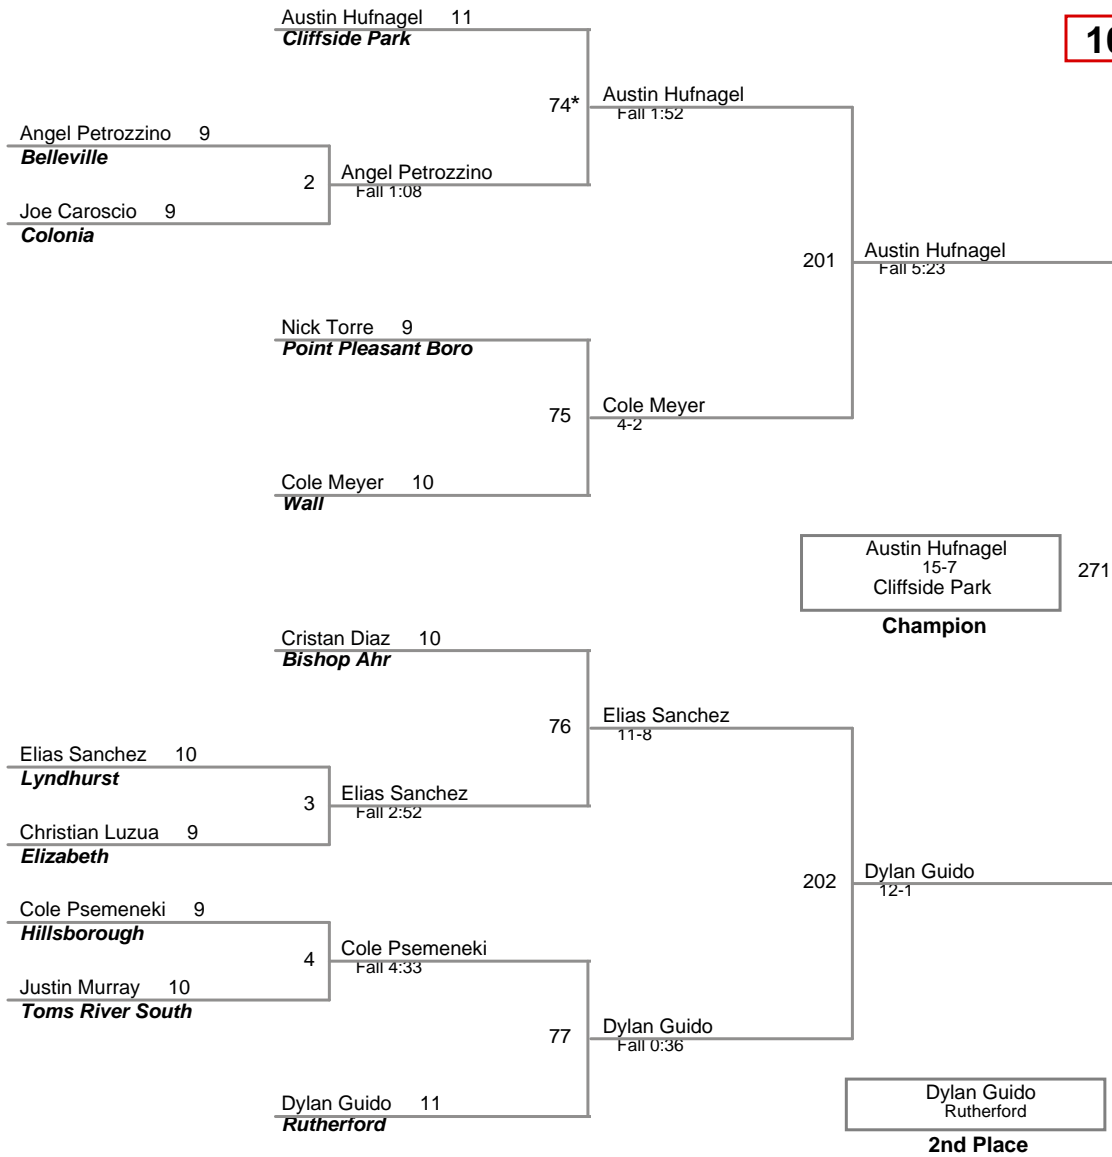 Austin Hufnagel 11
Cliffside Park
74*
Austin Hufnagel
Fall 1:52
Angel Petrozzino 9
Belleville
2
Angel Petrozzino
Fall 1:08
Joe Caroscio 9
Colonia
201
Austin Hufnagel
Fall 5:23
Nick Torre 9
Point Pleasant Boro
75
Cole Meyer
4-2
Cole Meyer 10
Wall
Austin Hufnagel
15-7
Cliffside Park
271
Champion
Cristan Diaz 10
Bishop Ahr
76
Elias Sanchez
11-8
Elias Sanchez 10
Lyndhurst
3
Elias Sanchez
Fall 2:52
Christian Luzua 9
Elizabeth
202
Dylan Guido
12-1
Cole Psemeneki 9
Hillsborough
4
Cole Psemeneki
Fall 4:33
Justin Murray 10
Toms River South
77
Dylan Guido
Fall 0:36
Dylan Guido 11
Rutherford
Dylan Guido
Rutherford
2nd Place